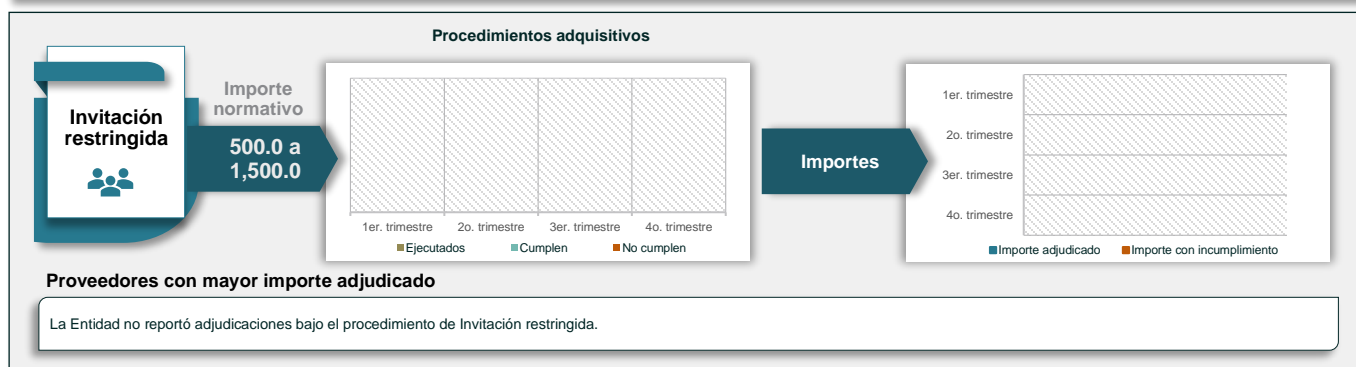 Procedimientos adquisitivos
Invitación
restringida
Importe
normativo
500.0 a
1,500.0
1er. trimestre 2o. trimestre 3er. trimestre 4o. trimestre
Ejecutados Cumplen No cumplen
Importes
1er. trimestre
2o. trimestre
3er. trimestre
4o. trimestre
Importe adjudicado Importe con incumplimiento
Proveedores con mayor importe adjudicado
La Entidad no reportó adjudicaciones bajo el procedimiento de Invitación restringida.